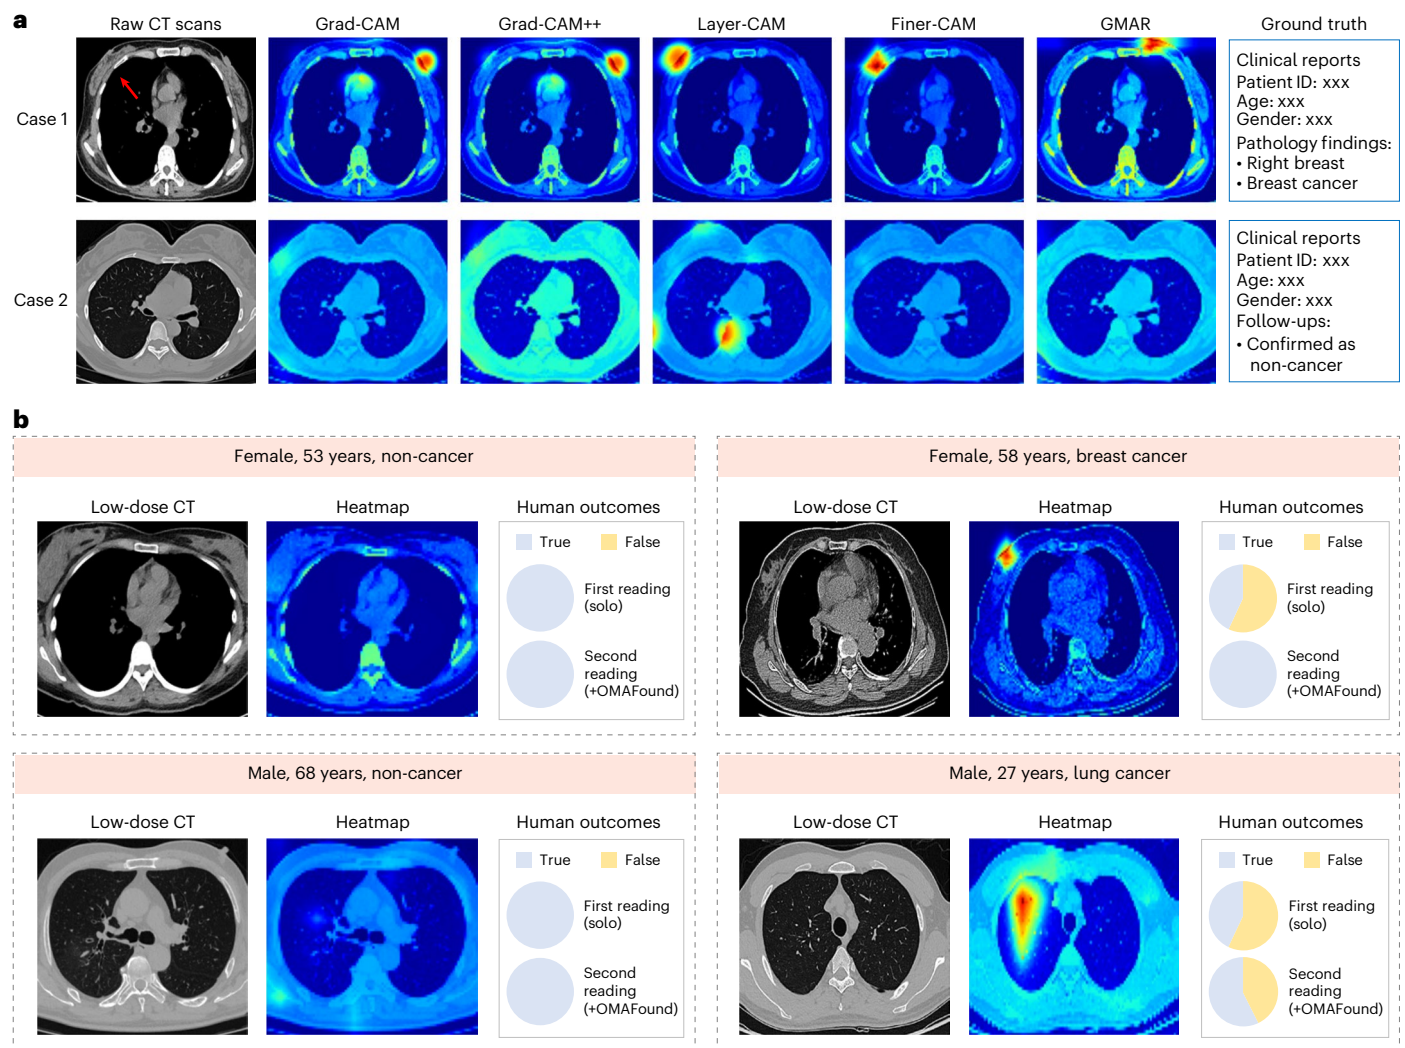 a
Raw CT scans
Grad-CAM
Grad-CAM++
Layer-CAM
Finer-CAM
GMAR
Ground truth
Case 1
Clinical reports
Patient ID: xxx
Age: xxx
Gender: xxx
Pathology findings:
• Right breast
• Breast cancer
Case 2
Clinical reports
Patient ID: xxx
Age: xxx
Gender: xxx
Follow-ups:
• Confirmed as
non-cancer
b
Female, 53 years, non-cancer
Low-dose CT
Heatmap
Human outcomes
True
False
First reading
(solo)
Second
reading
(+OMAFound)
Female, 58 years, breast cancer
Low-dose CT
Heatmap
Human outcomes
True
False
First reading
(solo)
Second
reading
(+OMAFound)
Male, 68 years, non-cancer
Low-dose CT
Heatmap
Human outcomes
True
False
First reading
(solo)
Second
reading
(+OMAFound)
Male, 27 years, lung cancer
Low-dose CT
Heatmap
Human outcomes
True
False
First reading
(solo)
Second
reading
(+OMAFound)